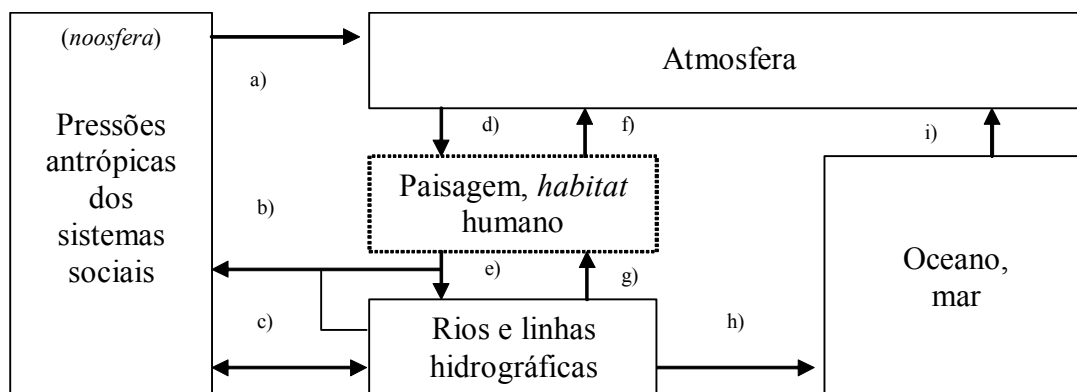 (noosfera)
Pressões
antrópicas
dos
sistemas
sociais
a)
Atmosfera
d)
f)
i)
Paisagem, habitat
humano
b)
e)
g)
Oceano,
mar
c)
Rios e linhas
hidrográficas
h)